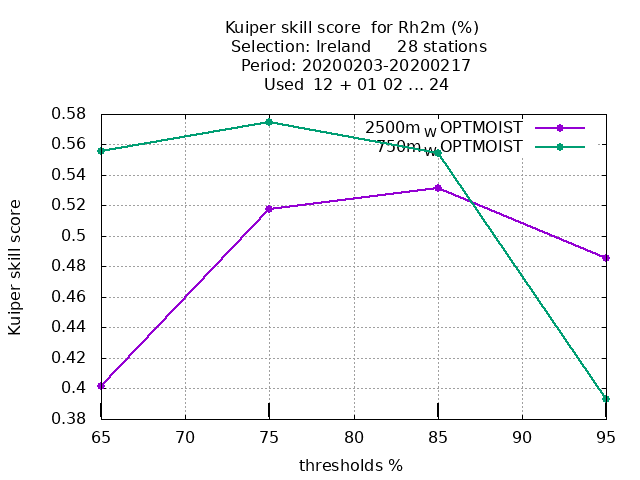 Kuiper skill score for Rh2m (%)
Selection: Ireland 28 stations
Period: 20200203-20200217
Used 12 + 01 02 ... 24
2500m W OPTMOIST
750m W OPTMOIST
0.58
0.56
0.54
0.52
0.5
0.48
0.46
0.44
0.42
0.4
0.38
Kuiper skill score
65 70 75 80 85 90 95
thresholds %